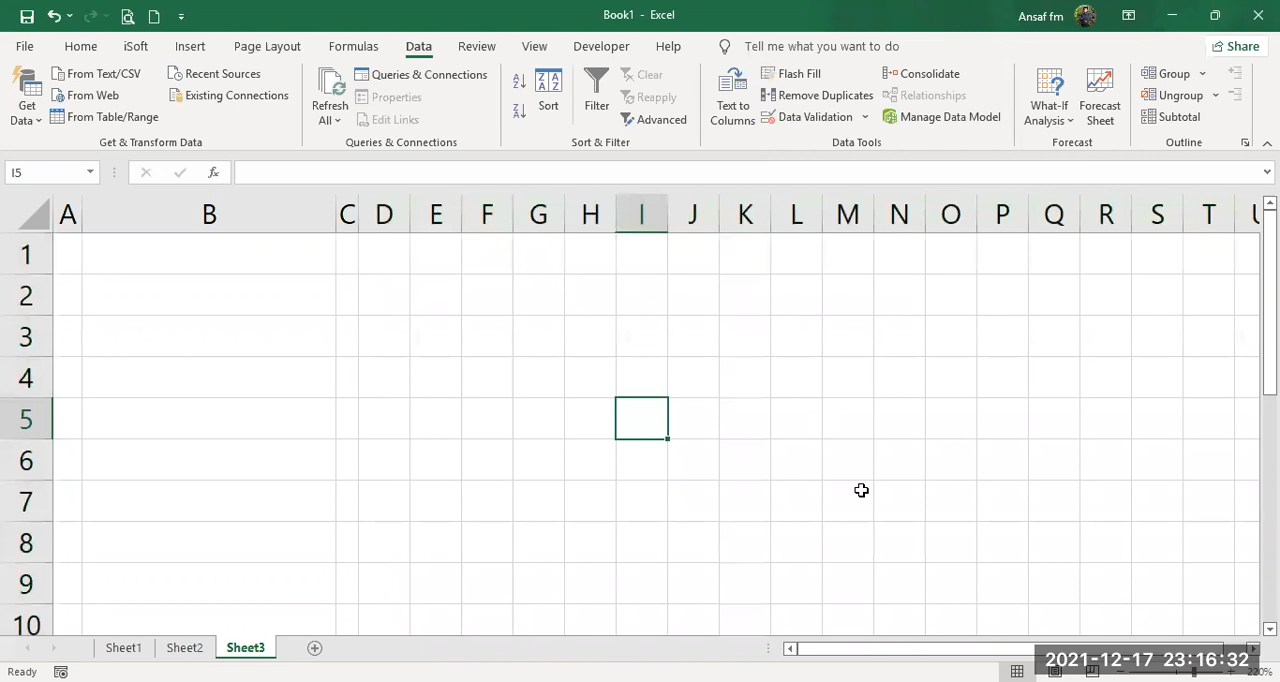 Book1 - Excel
Ansaf fm
File Home iSoft Insert Page Layout Formulas Data Review View Developer Help Tell me what you want to do Share
Get Data
From Text/CSV
From Web
From Table/Range
Recent Sources
Existing Connections
Get & Transform Data
Refresh All
Queries & Connections
Properties
Edit Links
Queries & Connections
Sort
Filter
Clear
Reapply
Advanced
Sort & Filter
Text to Columns
Flash Fill
Remove Duplicates
Data Validation
Consolidate
Relationships
Manage Data Model
Data Tools
What-If Analysis
Forecast Sheet
Forecast
Group
Ungroup
Subtotal
Outline
I5
fx
A B C D E F G H I J K L M N O P Q R S T U
1
2
3
4
5
6
7
8
9
10
Sheet1 Sheet2 Sheet3
Ready
2021-12-17 23:16:32
220%